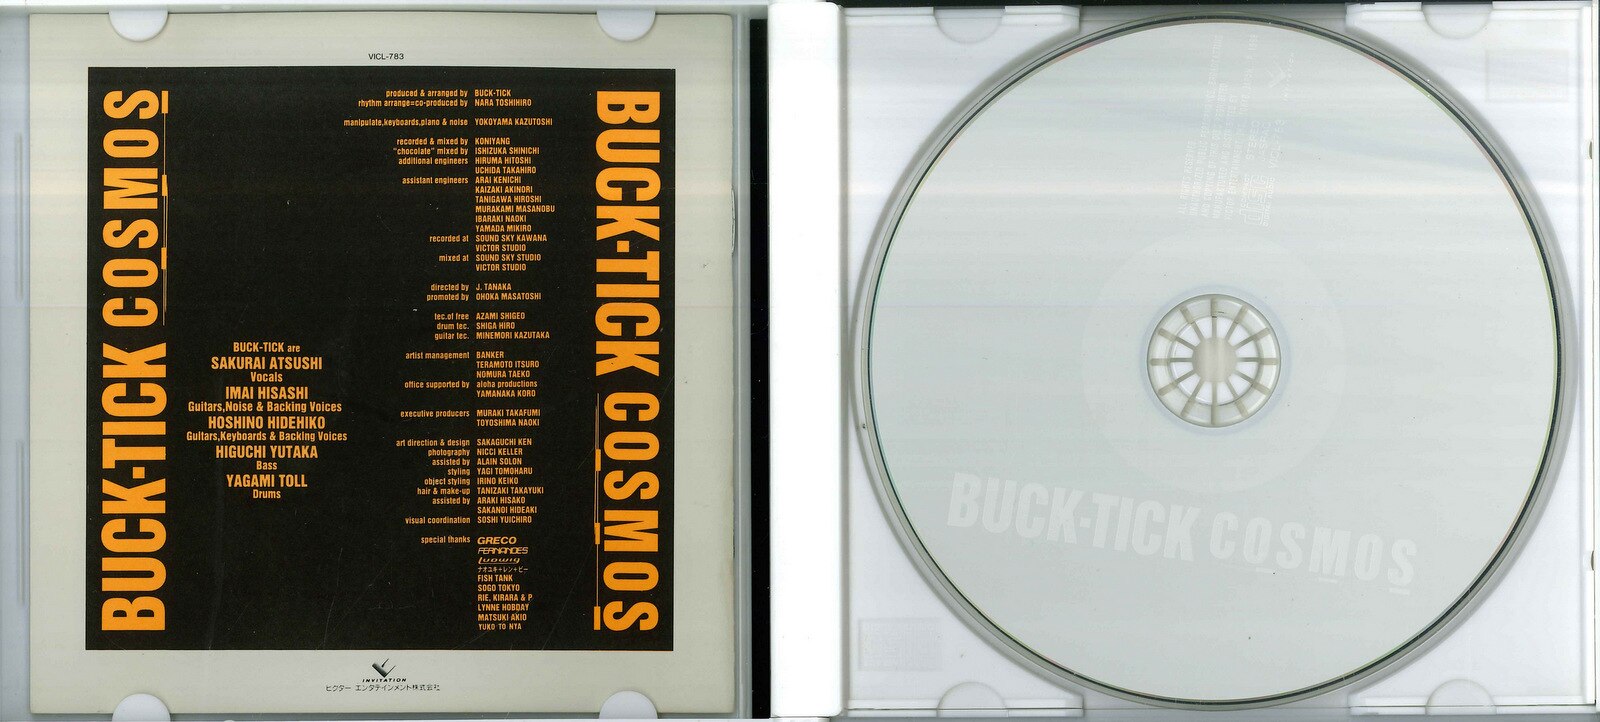 VICL-783
BUCK-TICK COSMOS
BUCK-TICK are
SAKURAI ATSUSHI
Vocals
IMAI HISASHI
Guitars,Noise & Backing Voices
HOSHINO HIDEHIKO
Guitars,Keyboards & Backing Voices
HIGUCHI YUTAKA
Bass
YAGAMI TOLL
Drums
produced & arranged by BUCK-TICK
rhythm arrange=co-produced by NARA TOSHIHIRO
manipulate,keyboards,piano & noise YOKOYAMA KAZUTOSHI
recorded & mixed by KONIYANG
"chocolate" mixed by ISHIZUKA SHINICHI
additional engineers HIRUMA HITOSHI
UCHIDA TAKAHIRO
assistant engineers ARAI KENICHI
KAIZAKI AKINORI
TANIGAWA HIROSHI
MURAKAMI MASANOBU
IBARAKI NAOKI
YAMADA MIKIRO
recorded at SOUND SKY KAWANA
VICTOR STUDIO
mixed at SOUND SKY STUDIO
VICTOR STUDIO
directed by J. TANAKA
promoted by OHOKA MASATOSHI
tec.of free AZAMI SHIGEO
drum tec. SHIGA HIRO
guitar tec. MINEMORI KAZUTAKA
artist management BANKER
TERAMOTO ITSURO
NOMURA TAEKO
office supported by aloha productions
YAMANAKA KORO
executive producers MURAKI TAKAFUMI
TOYOSHIMA NAOKI
art direction & design SAKAGUCHI KEN
photography NICCI KELLER
assisted by ALAIN SOLON
styling YAGI TOMOHARU
object styling IRINO KEIKO
hair & make-up TANIZAKI TAKAYUKI
assisted by ARAKI HISAKO
SAKANOI HIDEAKI
visual coordination SOSHI YUICHIRO
special thanks GRECO
FERNANDES
Ludwig
ナオユキ+レン+ピー
FISH TANK
SOGO TOKYO
RIE, KIRARA & P
LYNNE HOBDAY
MATSUKI AKIO
YUKO TO NYA
BUCK-TICK COSMOS
INVITATION
ビクター エンタテインメント株式会社
BUCK-TICK COSMOS